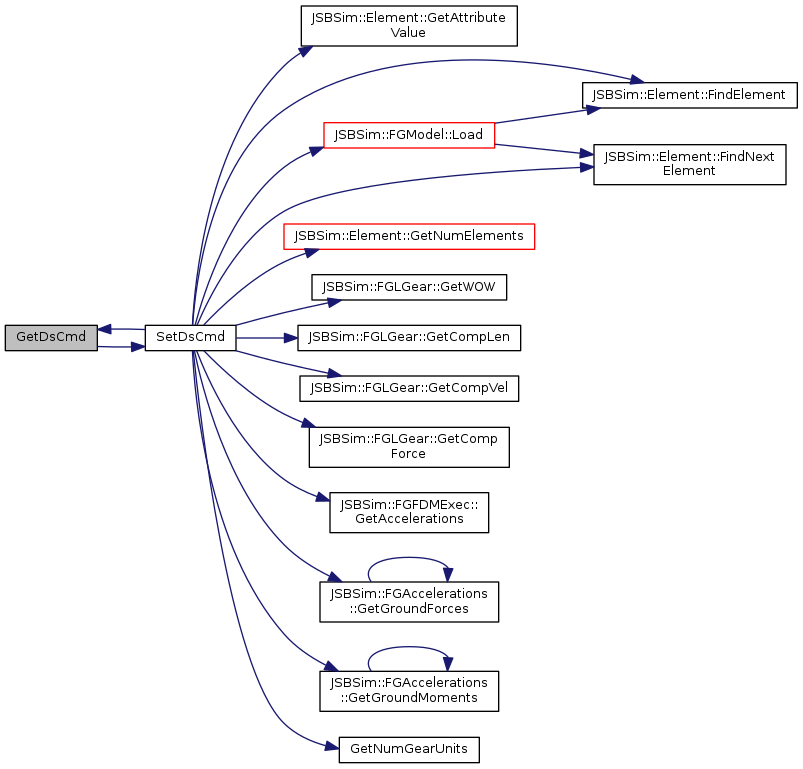 JSBSim::Element::GetAttribute
Value
JSBSim::Element::FindElement
JSBSim::FGModel::Load
JSBSim::Element::FindNext
Element
JSBSim::Element::GetNumElements
JSBSim::FGLGear::GetWOW
GetDsCmd
SetDsCmd
JSBSim::FGLGear::GetCompLen
JSBSim::FGLGear::GetCompVel
JSBSim::FGLGear::GetComp
Force
JSBSim::FGFDMExec::
GetAccelerations
JSBSim::FGAccelerations
::GetGroundForces
JSBSim::FGAccelerations
::GetGroundMoments
GetNumGearUnits